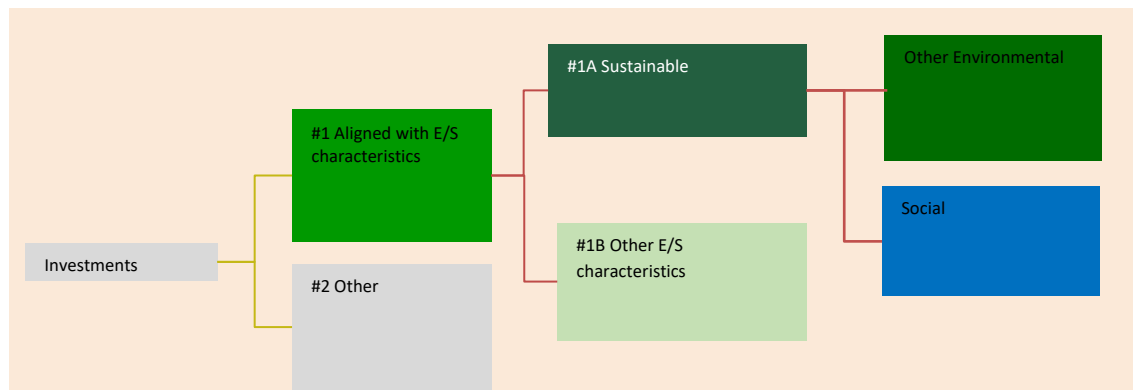 Investments
#1 Aligned with E/S
characteristics
#2 Other
#1A Sustainable
#1B Other E/S
characteristics
Other Environmental
Social